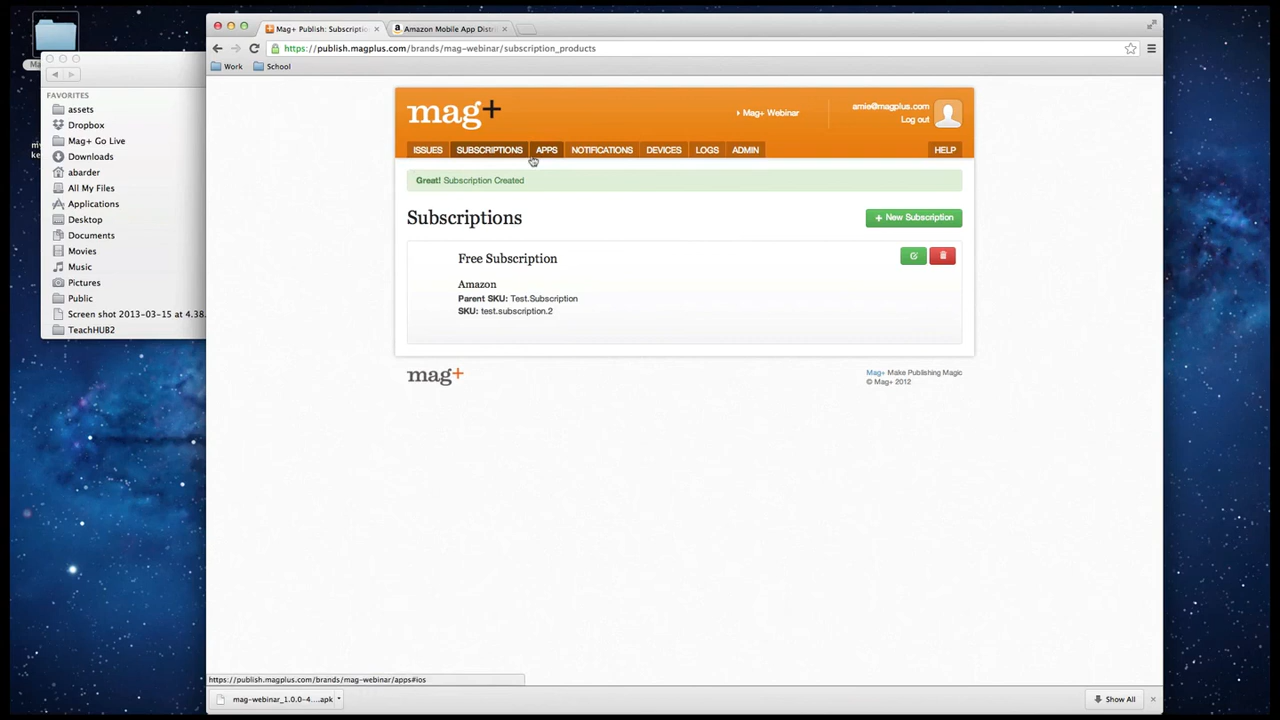 Mag+ Publish: Subscriptio
Amazon Mobile App Distri
https://publish.magplus.com/brands/mag-webinar/subscription_products
Work
School
FAVORITES
assets
Dropbox
Mag+ Go Live
Downloads
abarder
All My Files
Applications
Desktop
Documents
Movies
Music
Pictures
Public
Screen shot 2013-03-15 at 4.38.
TeachHUB2
mag+
Mag+ Webinar
amie@magplus.com
Log out
ISSUES SUBSCRIPTIONS APPS NOTIFICATIONS DEVICES LOGS ADMIN HELP
Great! Subscription Created
Subscriptions
+ New Subscription
Free Subscription
Amazon
Parent SKU: Test.Subscription
SKU: test.subscription.2
mag+
Mag+ Make Publishing Magic
© Mag+ 2012
https://publish.magplus.com/brands/mag-webinar/apps#ios
mag-webinar_1.0.0-4....apk
Show All